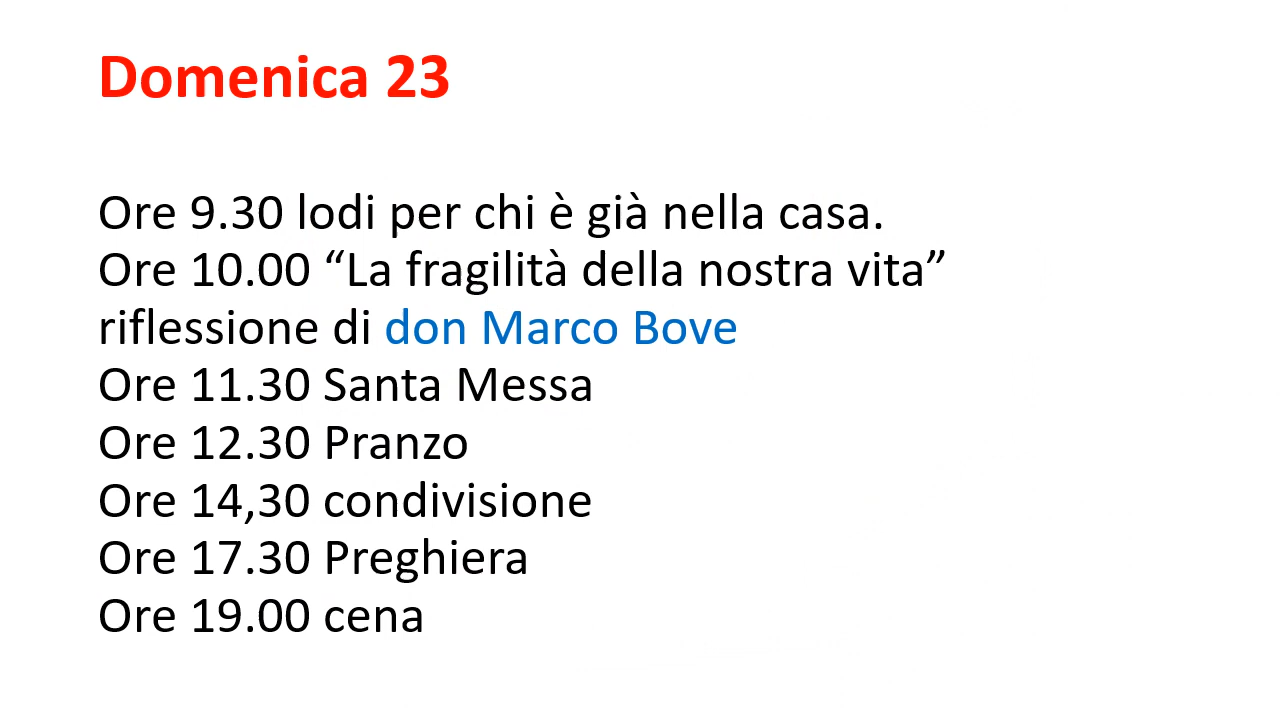 Domenica 23
Ore 9.30 lodi per chi è già nella casa.
Ore 10.00 “La fragilità della nostra vita”
riflessione di don Marco Bove
Ore 11.30 Santa Messa
Ore 12.30 Pranzo
Ore 14,30 condivisione
Ore 17.30 Preghiera
Ore 19.00 cena